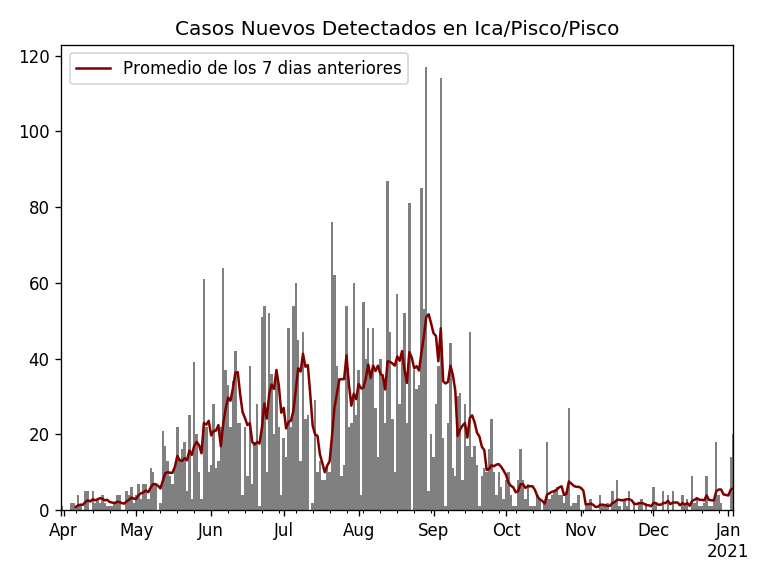 Casos Nuevos Detectados en Ica/Pisco/Pisco
Promedio de los 7 dias anteriores
120
100
80
60
40
20
0
Apr May Jun Jul Aug Sep Oct Nov Dec Jan
2021